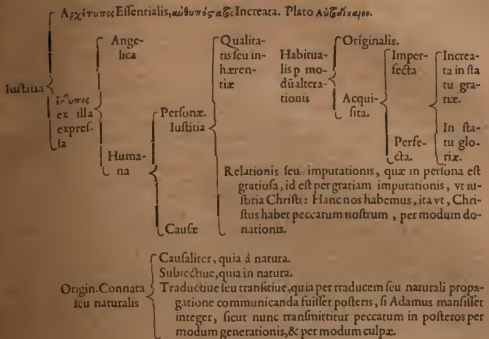 Αρχίτυπος Essentialis, αὐθυπόςατ: Increata. Plato Αυζδικαιον.
Iustitia
ἔκτυπος
ex illa
expres-
sa
Ange-
lica
Huma-
na
Personæ.
Iustitia
Causæ
Qualita-
tis seu in-
hæren-
tiæ
Habitua-
lis p mo-
dũ altera-
tionis
Originalis.
Acqui-
sita.
Imper-
fecta
Perfe-
cta.
Increa-
ta in sta
tu gra-
tiæ.
In sta-
tu glo-
riæ.
Relationis seu imputationis, quæ in persona est
gratiosa, id est per gratiam imputationis, vt iu-
stitia Christi: Hanc nos habemus, ita vt, Chri-
stus habet peccatum nostrum, per modum do-
nationis.
Origin. Connata
seu naturalis
Causaliter, quia à natura.
Subiectiue, quia in natura.
Traductiue seu transitiue, quia per traducem seu naturali propa-
gatione communicanda fuisset posteris, si Adamus mansisset
integer, sicut nunc transmittitur peccatum in posteros per
modum generationis, & per modum culpæ.